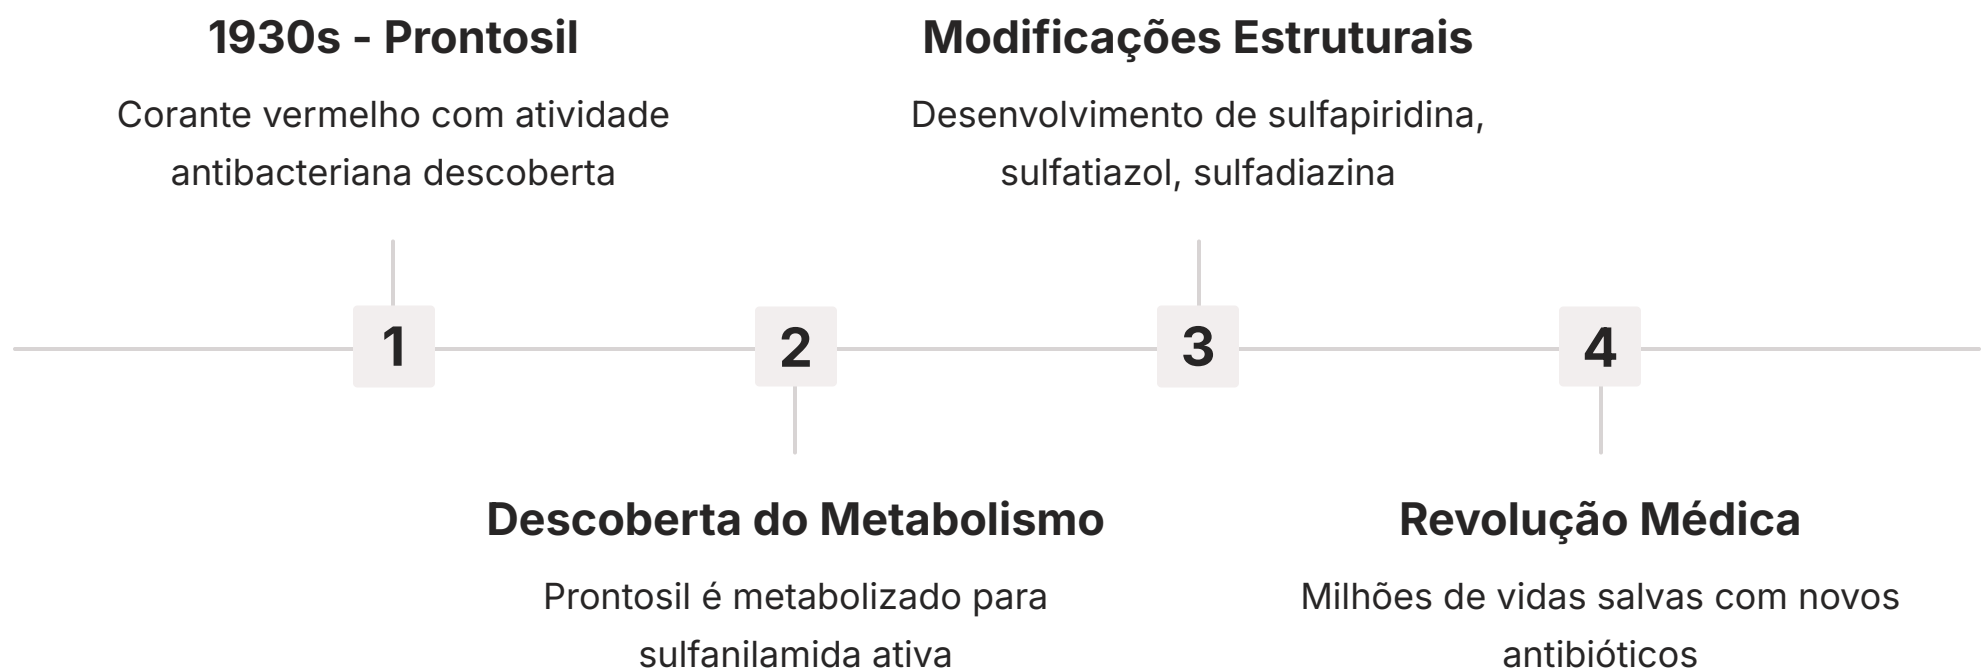 1930s - Prontosil
Corante vermelho com atividade
antibacteriana descoberta
1
Descoberta do Metabolismo
Prontosil é metabolizado para
sulfanilamida ativa
2
Modificações Estruturais
Desenvolvimento de sulfapiridina,
sulfatiazol, sulfadiazina
3
Revolução Médica
Milhões de vidas salvas com novos
antibióticos
4